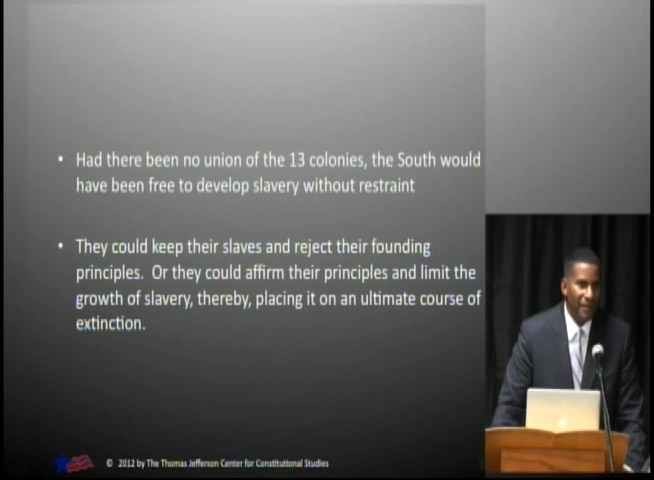 • Had there been no union of the 13 colonies, the South would
have been free to develop slavery without restraint
• They could keep their slaves and reject their founding
principles. Or they could affirm their principles and limit the
growth of slavery, thereby, placing it on an ultimate course of
extinction.
© 2012 by The Thomas Jefferson Center for Constitutional Studies